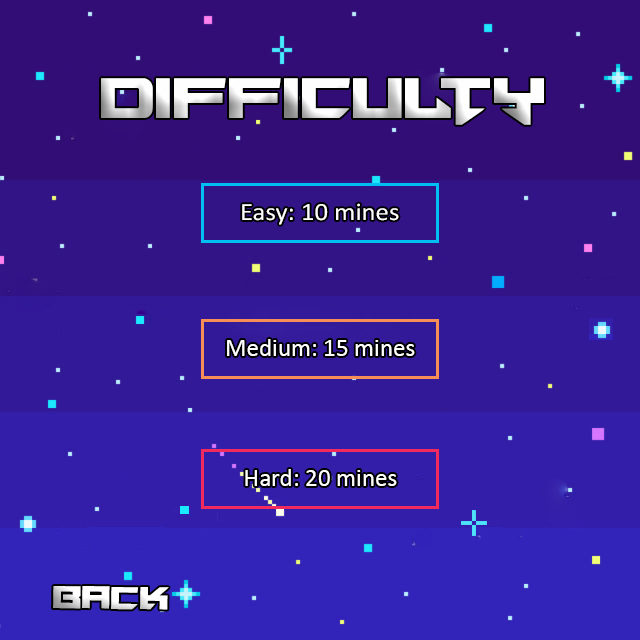 DIFFICULTY
Easy: 10 mines
Medium: 15 mines
Hard: 20 mines
BACK